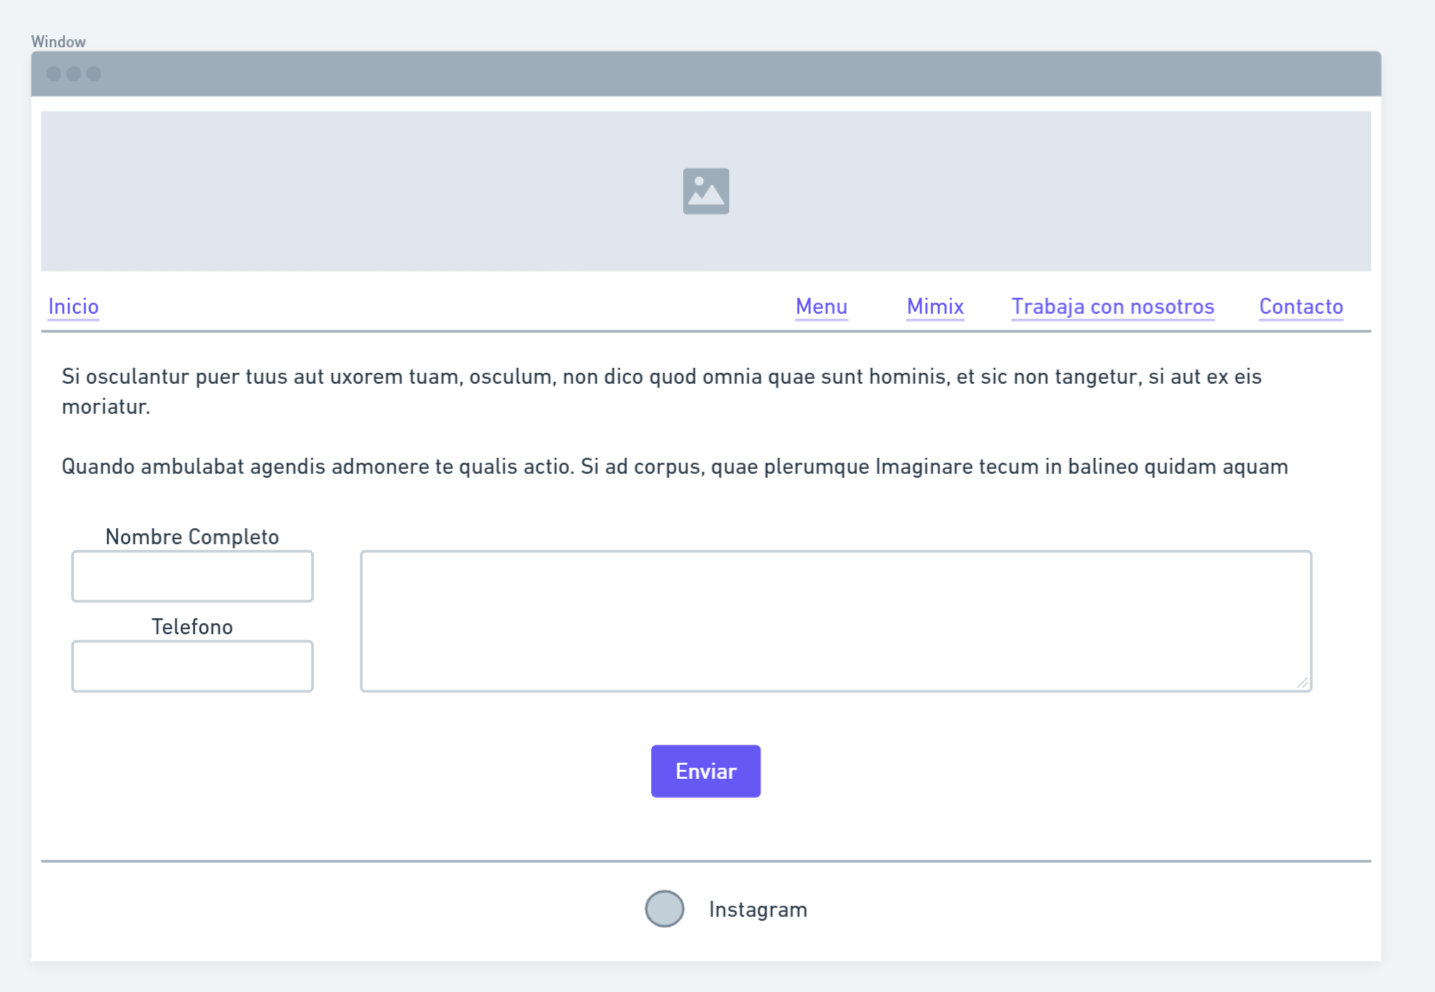 Window
Inicio
Menu
Mimix
Trabaja con nosotros
Contacto
Si osculantur puer tuus aut uxorem tuam, osculum, non dico quod omnia quae sunt hominis, et sic non tangetur, si aut ex eis
moriatur.
Quando ambulabat agendis admonere te qualis actio. Si ad corpus, quae plerumque Imaginare tecum in balineo quidam aquam
Nombre Completo
Telefono
Enviar
Instagram